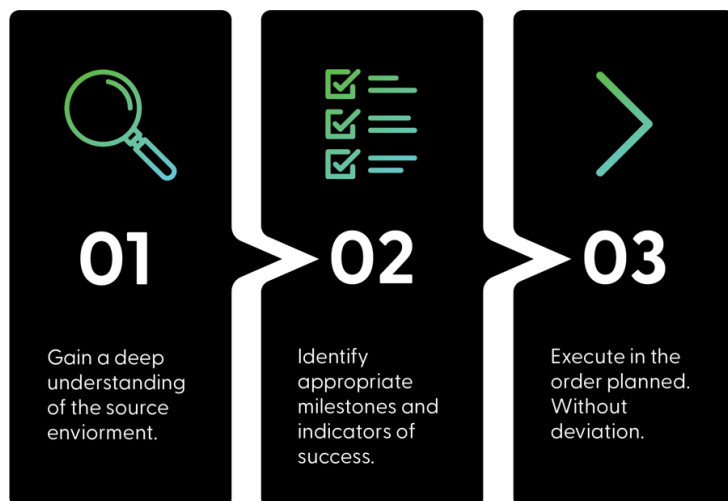 01
Gain a deep
understanding
of the source
enviorment.
02
Identify
appropriate
milestones and
indicators of
success.
03
Execute in the
order planned.
Without
deviation.